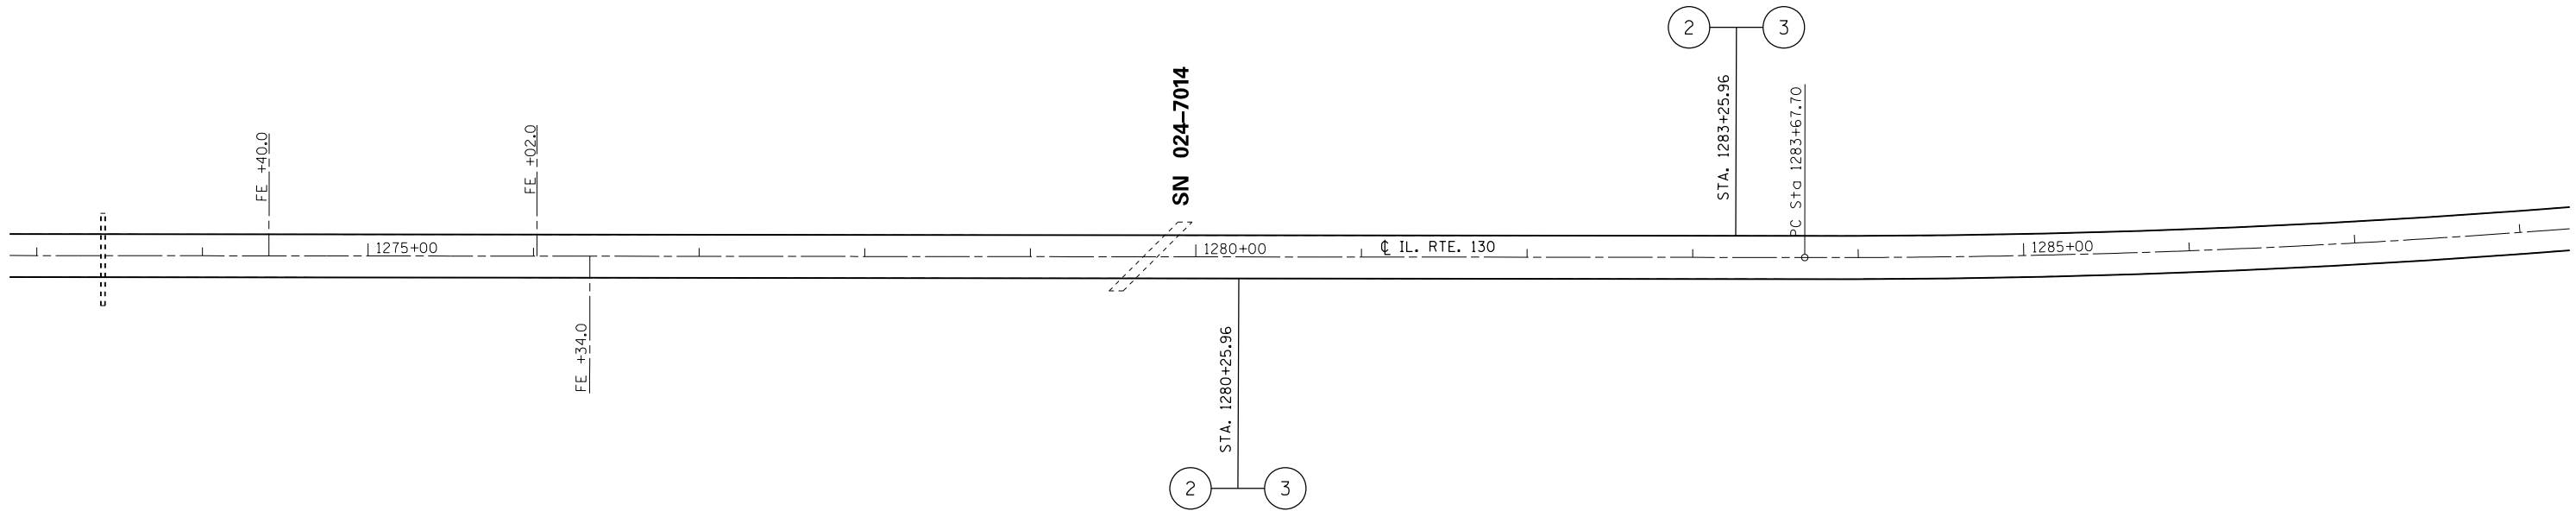 2 3
SN 024-7014
STA. 1283+25.96
PC Sta 1283+67.70
FE +40.0
FE +02.0
1275+00
1280+00
℄ IL. RTE. 130
1285+00
FE +34.0
STA. 1280+25.96
2 3